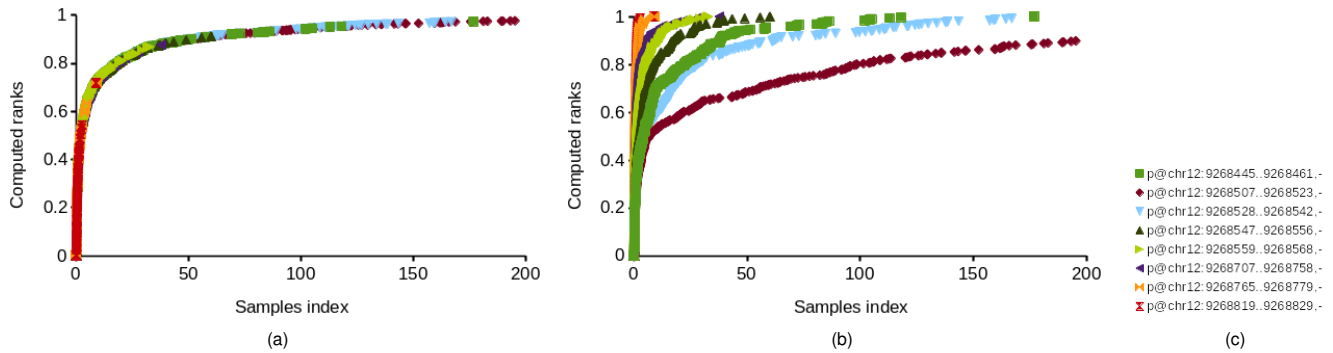 1
0.8
0.6
0.4
0.2
0
0 50 100 150 200
Computed ranks
Samples index
(a)
1
0.8
0.6
0.4
0.2
0
0 50 100 150 200
Computed ranks
Samples index
(b)
p@chr12:9268445..9268461,-
p@chr12:9268507..9268523,-
p@chr12:9268528..9268542,-
p@chr12:9268547..9268556,-
p@chr12:9268559..9268568,-
p@chr12:9268707..9268758,-
p@chr12:9268765..9268779,-
p@chr12:9268819..9268829,-
(c)